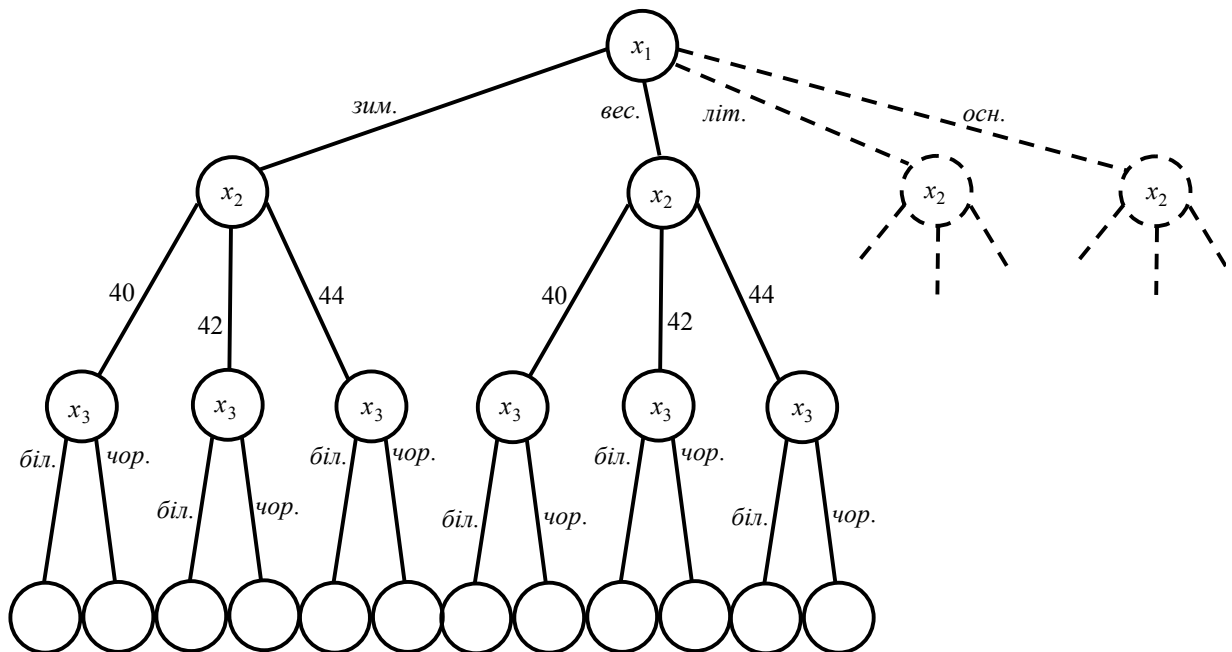 x₁
зим.
вес.
літ.
осн.
x₂
x₂
x₂
x₂
40
42
44
40
42
44
x₃
x₃
x₃
x₃
x₃
x₃
біл.
чор.
біл.
чор.
біл.
чор.
біл.
чор.
біл.
чор.
біл.
чор.